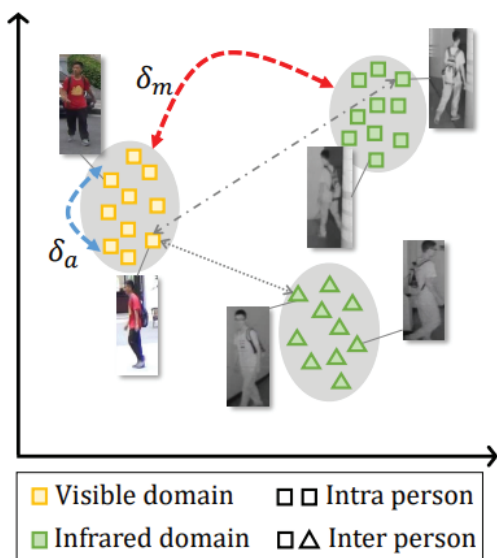 δm
δa
Visible domain
Intra person
Infrared domain
Inter person